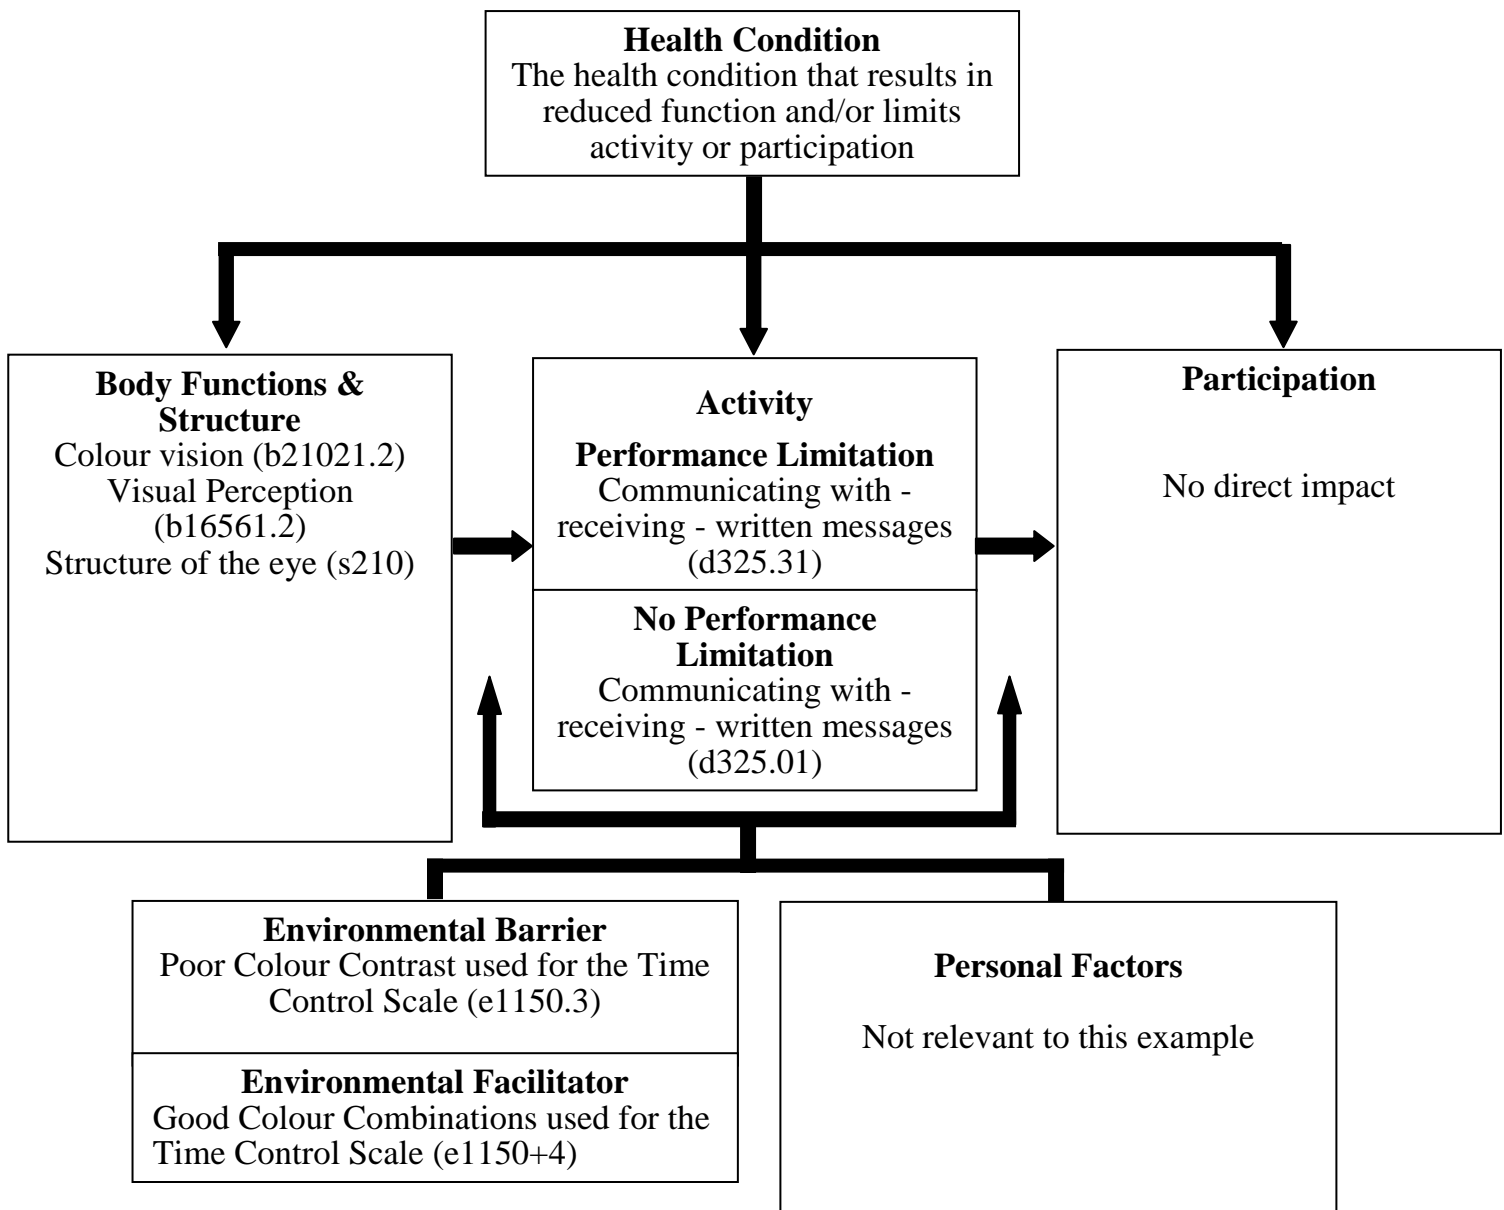 Health Condition
The health condition that results in
reduced function and/or limits
activity or participation
Body Functions &
Structure
Colour vision (b21021.2)
Visual Perception
(b16561.2)
Structure of the eye (s210)
Activity
Performance Limitation
Communicating with -
receiving - written messages
(d325.31)
No Performance
Limitation
Communicating with -
receiving - written messages
(d325.01)
Participation
No direct impact
Environmental Barrier
Poor Colour Contrast used for the Time
Control Scale (e1150.3)
Environmental Facilitator
Good Colour Combinations used for the
Time Control Scale (e1150+4)
Personal Factors
Not relevant to this example